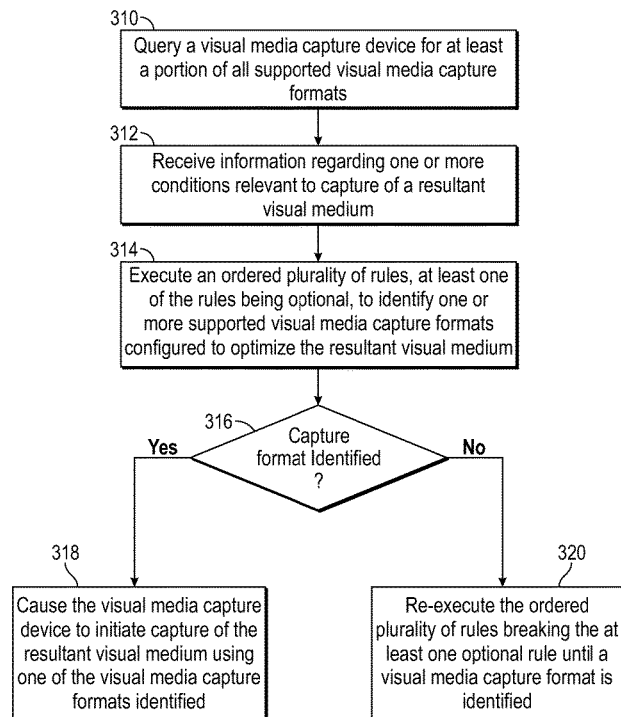 310
Query a visual media capture device for at least
a portion of all supported visual media capture
formats
312
Receive information regarding one or more
conditions relevant to capture of a resultant
visual medium
314
Execute an ordered plurality of rules, at least one
of the rules being optional, to identify one or
more supported visual media capture formats
configured to optimize the resultant visual medium
316
Capture
format Identified
?
Yes
No
318
Cause the visual media capture
device to initiate capture of the
resultant visual medium using
one of the visual media capture
formats identified
320
Re-execute the ordered
plurality of rules breaking the at
least one optional rule until a
visual media capture format is
identified